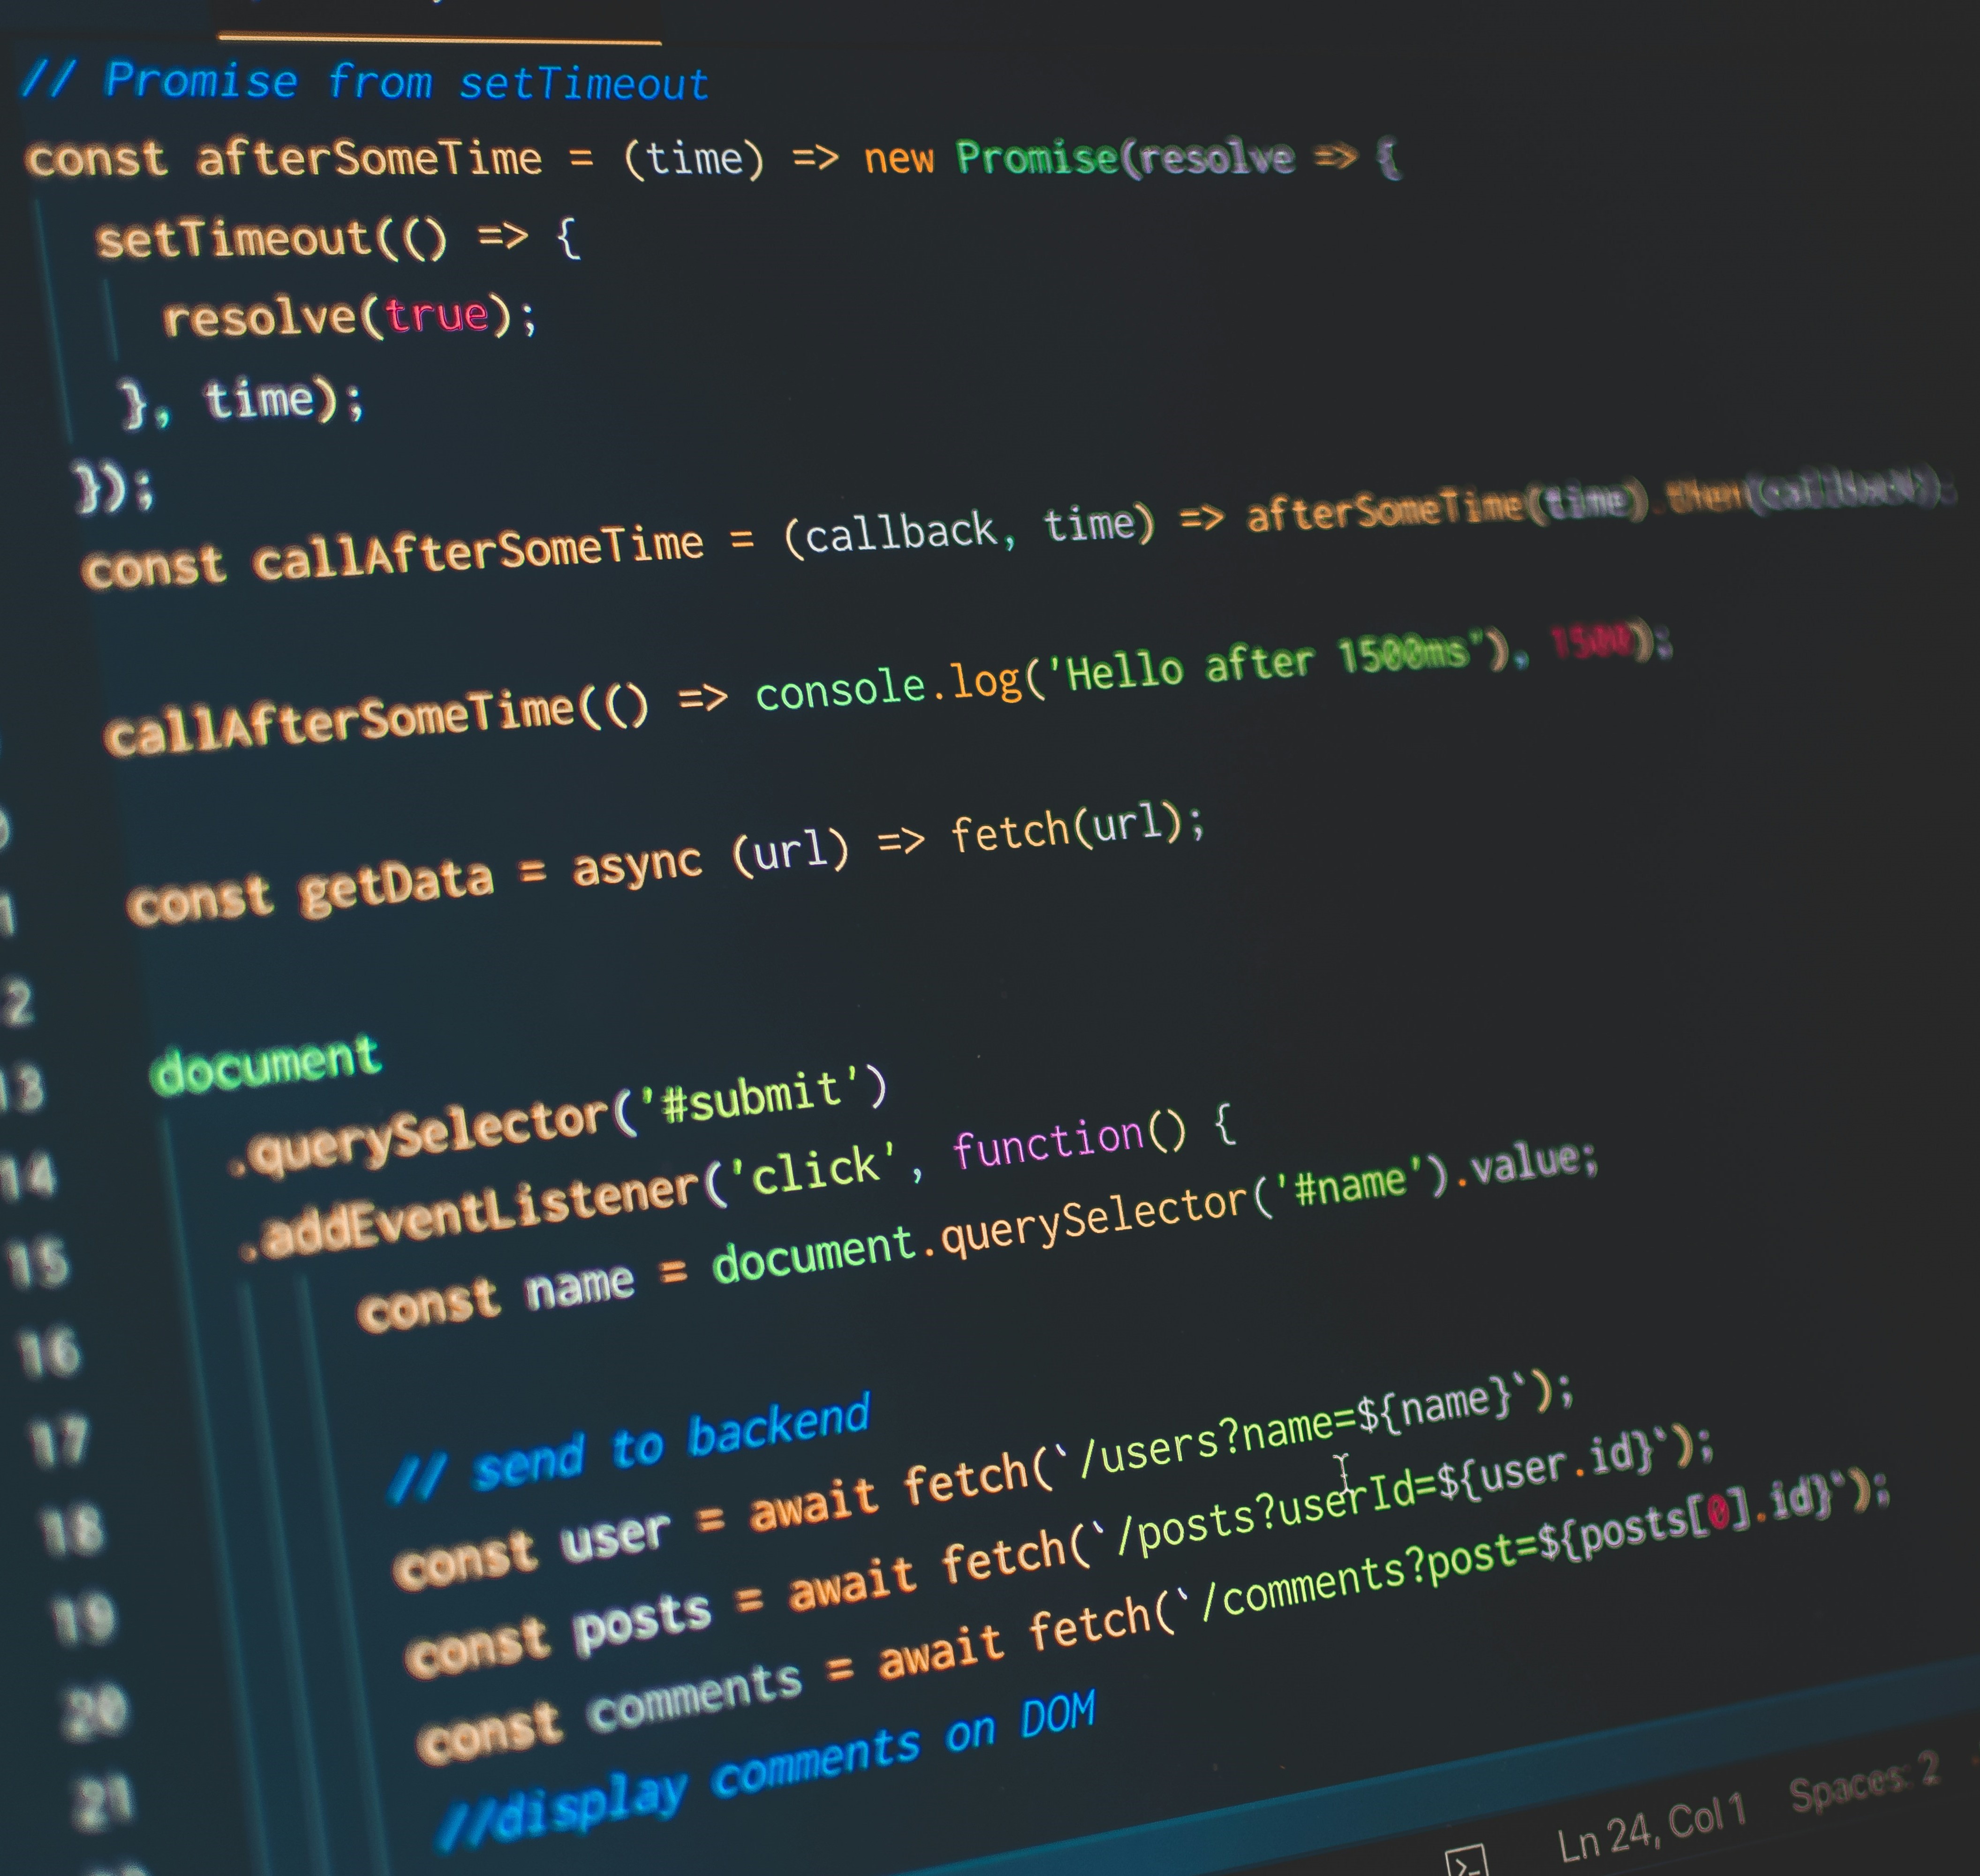 // Promise from setTimeout
const afterSomeTime = (time) => new Promise(resolve => {
setTimeout(() => {
resolve(true);
}, time);
});
const callAfterSomeTime = (callback, time) => afterSomeTime(time).then(callback);
callAfterSomeTime(() => console.log('Hello after 1500ms'), 1500);
const getData = async (url) => fetch(url);
2
13 document
14 .querySelector('#submit')
15 .addEventListener('click', function() {
16 const name = document.querySelector('#name').value;
17
18 // send to backend
19 const user = await fetch(`/users?name=${name}`);
20 const posts = await fetch(`/posts?userId=${user.id}`);
21 const comments = await fetch(`/comments?post=${posts[0].id}`);
//display comments on DOM
Ln 24, Col 1 Spaces: 2